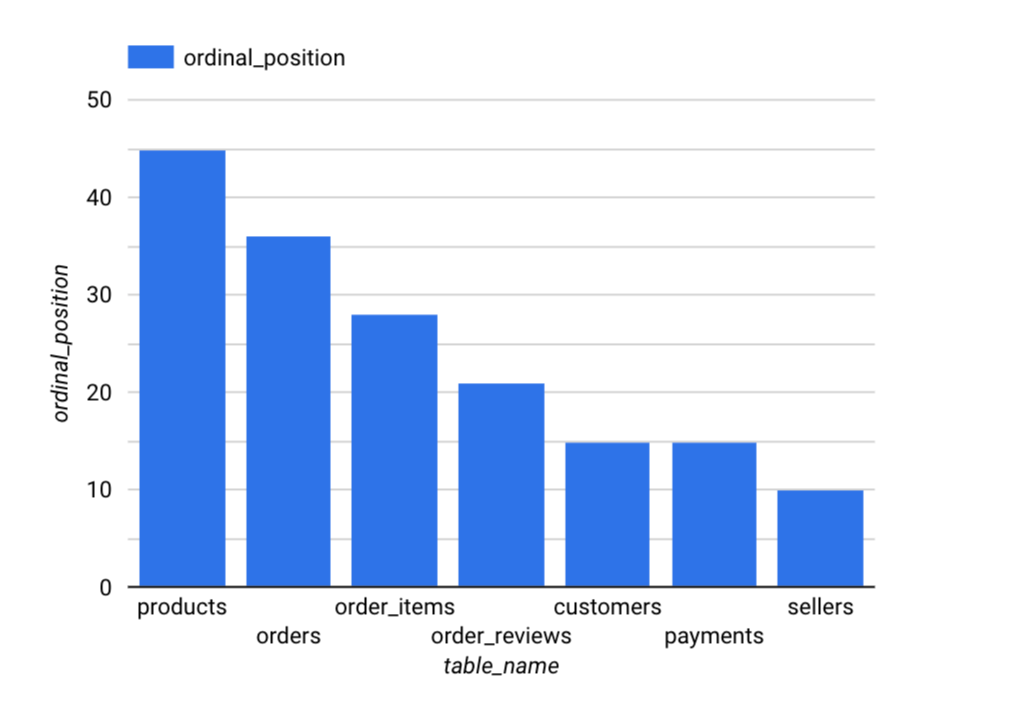 ordinal_position
50
40
30
20
10
0
ordinal_position
products
orders
order_items
order_reviews
customers
payments
sellers
table_name